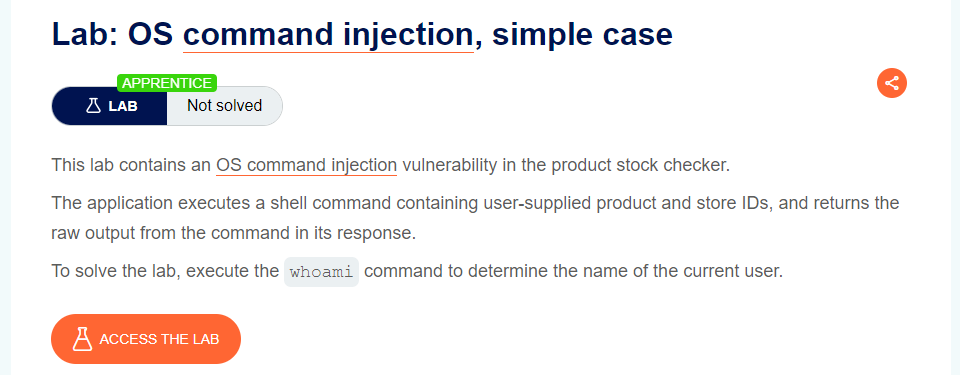 Lab: OS command injection, simple case
APPRENTICE
LAB Not solved
This lab contains an OS command injection vulnerability in the product stock checker.
The application executes a shell command containing user-supplied product and store IDs, and returns the
raw output from the command in its response.
To solve the lab, execute the whoami command to determine the name of the current user.
ACCESS THE LAB